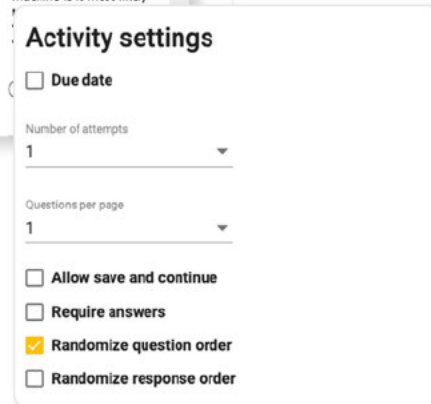 Activity settings
Due date
Number of attempts
1
Questions per page
1
Allow save and continue
Require answers
Randomize question order
Randomize response order